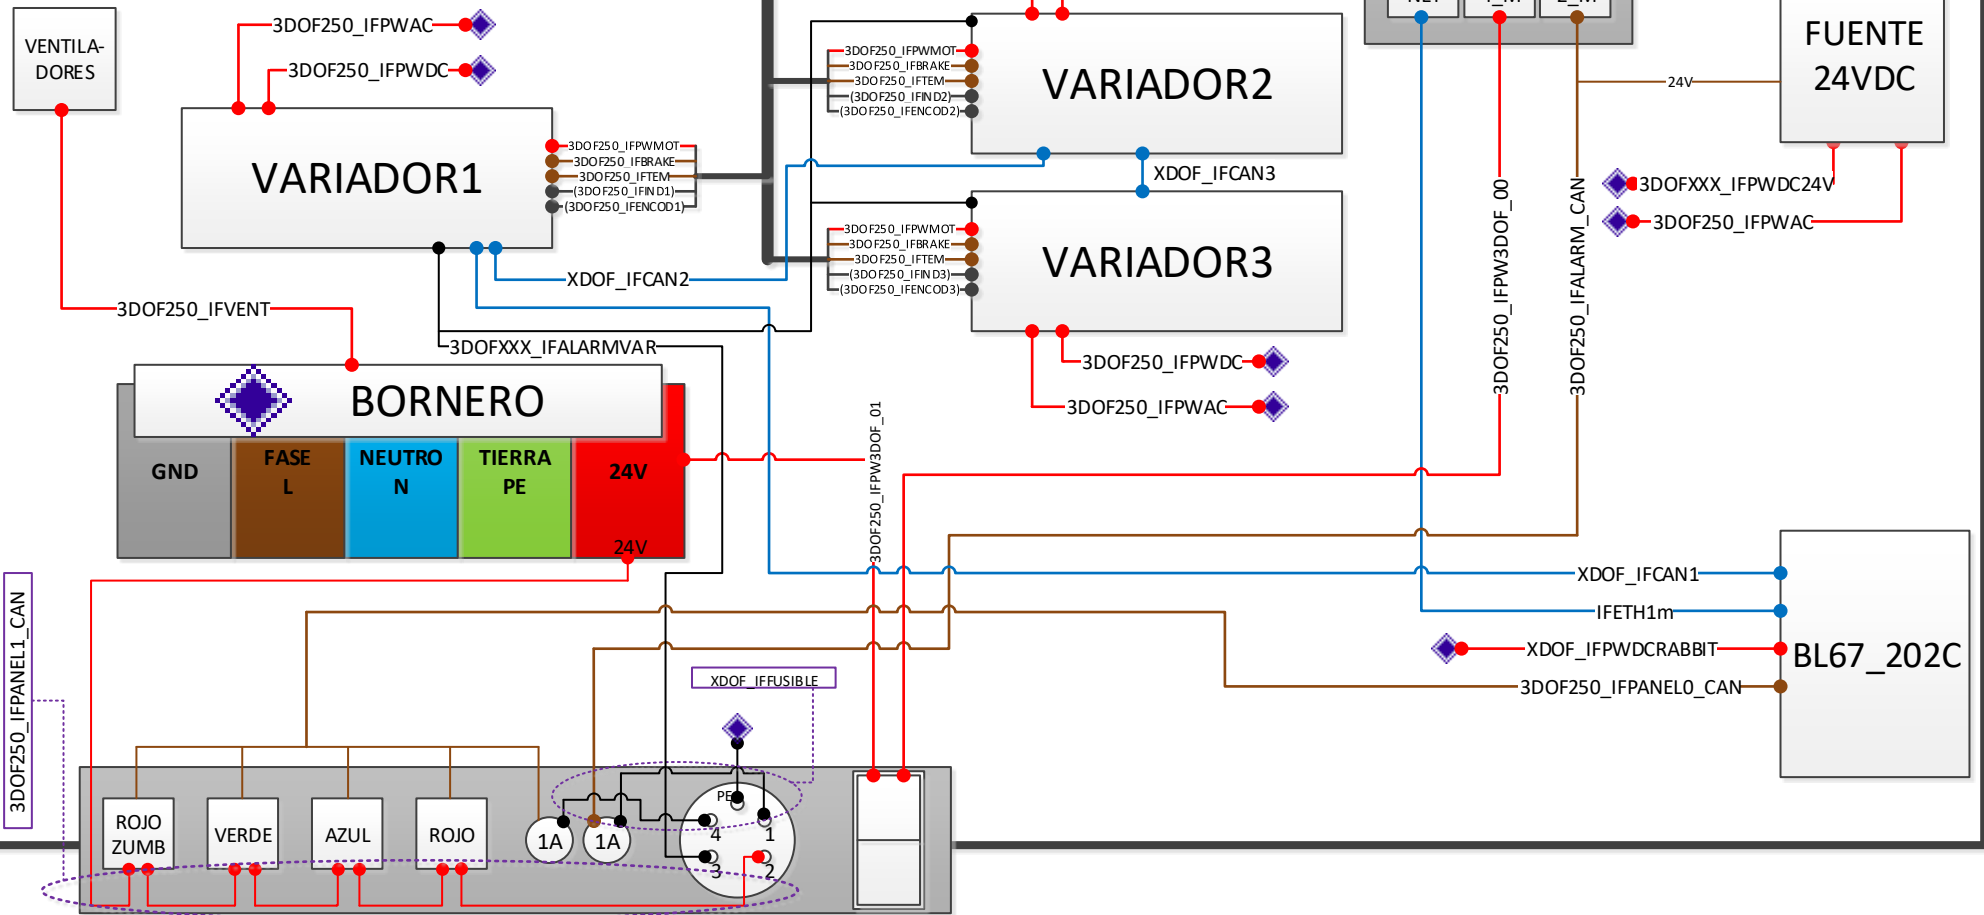 VENTILA-
DORES
3DOF250_IFPWAC
3DOF250_IFPWDC
VARIADOR1
3DOF250_IFPWMOT
3DOF250_IFBRAKE
3DOF250_IFTEM
(3DOF250_IFIND1)
(3DOF250_IFENCOD1)
3DOF250_IFPWMOT
3DOF250_IFBRAKE
3DOF250_IFTEM
(3DOF250_IFIND2)
(3DOF250_IFENCOD2)
VARIADOR2
XDOF_IFCAN3
3DOF250_IFPWMOT
3DOF250_IFBRAKE
3DOF250_IFTEM
(3DOF250_IFIND3)
(3DOF250_IFENCOD3)
VARIADOR3
3DOF250_IFPWDC
3DOF250_IFPWAC
FUENTE
24VDC
24V
3DOFXXX_IFPWDC24V
3DOF250_IFPWAC
3DOF250_IFPW3DOF_00
3DOF250_IFALARM_CAN
XDOF_IFCAN2
3DOF250_IFVENT
3DOFXXX_IFALARMVAR
BORNERO
GND
FASE
L
NEUTRO
N
TIERRA
PE
24V
24V
3DOF250_IFPW3DOF_01
XDOF_IFCAN1
IFETH1m
XDOF_IFPWDCRABBIT
3DOF250_IFPANEL0_CAN
BL67_202C
3DOF250_IFPANEL1_CAN
XDOF_IFFUSIBLE
ROJO
ZUMB
VERDE
AZUL
ROJO
1A
1A
PE
4
1
3
2